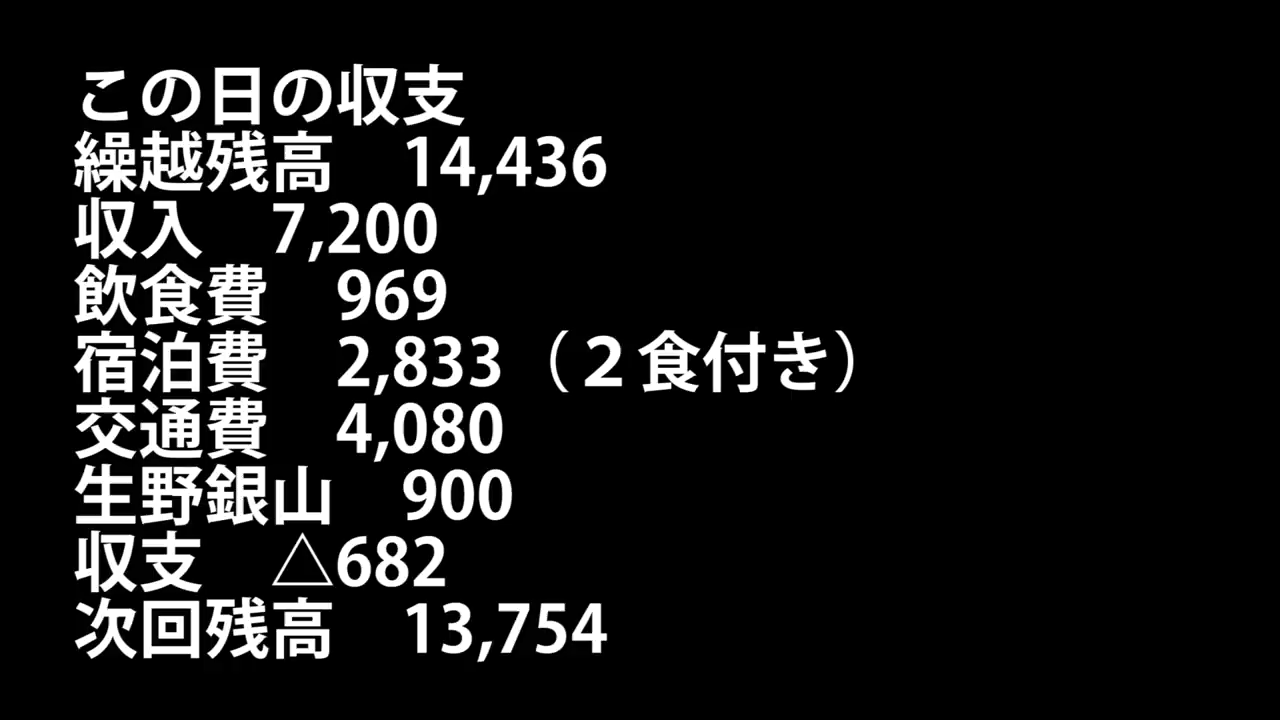 この日の収支
繰越残高　14,436
収入　7,200
飲食費　969
宿泊費　2,833（２食付き）
交通費　4,080
生野銀山　900
収支　△682
次回残高　13,754